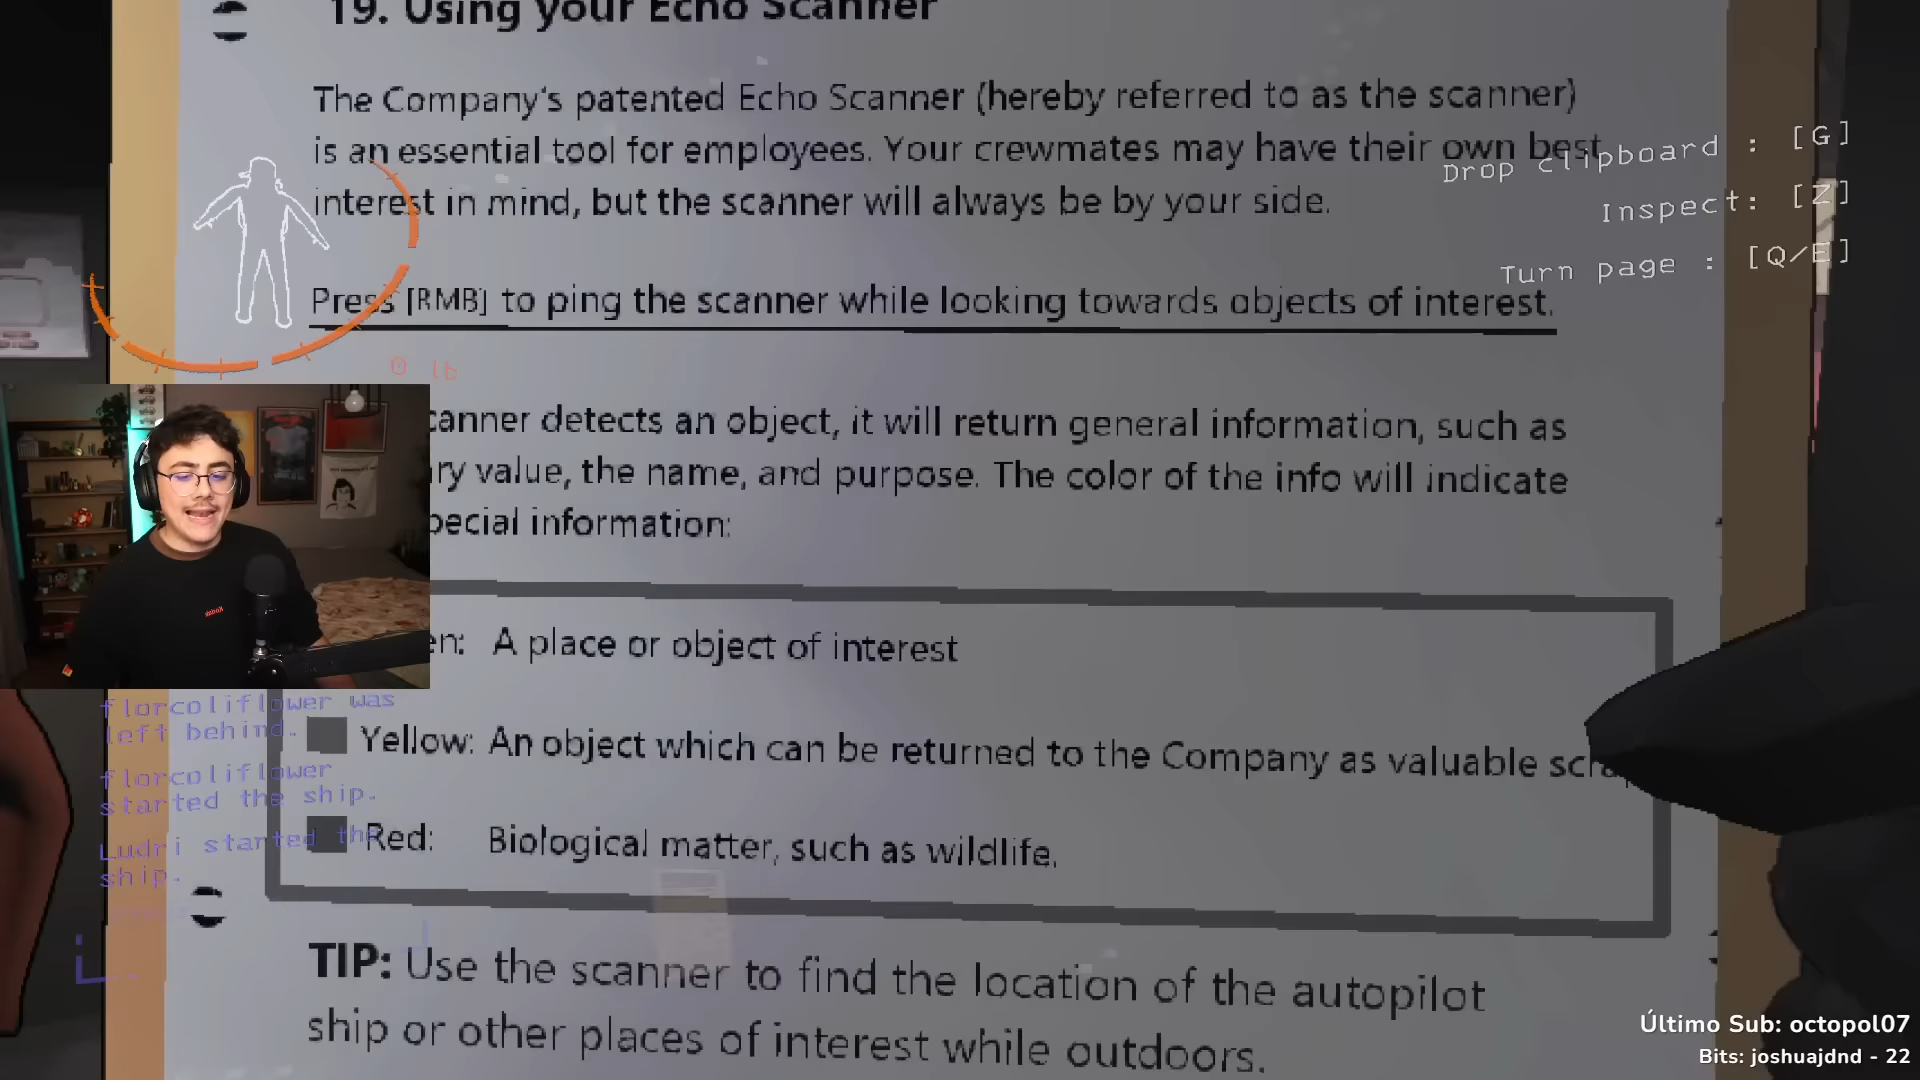 19. Using your Echo Scanner
The Company's patented Echo Scanner (hereby referred to as the scanner)
is an essential tool for employees. Your crewmates may have their own best
interest in mind, but the scanner will always be by your side.
Drop clipboard : [G]
Inspect: [Z]
Turn page : [Q/E]
Press [RMB] to ping the scanner while looking towards objects of interest.
0 lb
canner detects an object, it will return general information, such as
ry value, the name, and purpose. The color of the info will indicate
pecial information:
en: A place or object of interest
florcoliflower was
left behind.
Yellow: An object which can be returned to the Company as valuable scrap
florcoliflower
started the ship.
Ludri started the
ship.
Red: Biological matter, such as wildlife.
TIP: Use the scanner to find the location of the autopilot
ship or other places of interest while outdoors.
Último Sub: octopol07
Bits: joshuajdnd - 22